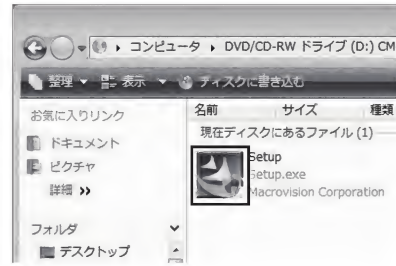 コンピュータ ▸ DVD/CD-RW ドライブ (D:) CM
整理 表示 ディスクに書き込む
お気に入りリンク
ドキュメント
ピクチャ
詳細 >>
フォルダ
デスクトップ
名前 サイズ 種類
現在ディスクにあるファイル (1)
Setup
Setup.exe
Macrovision Corporation